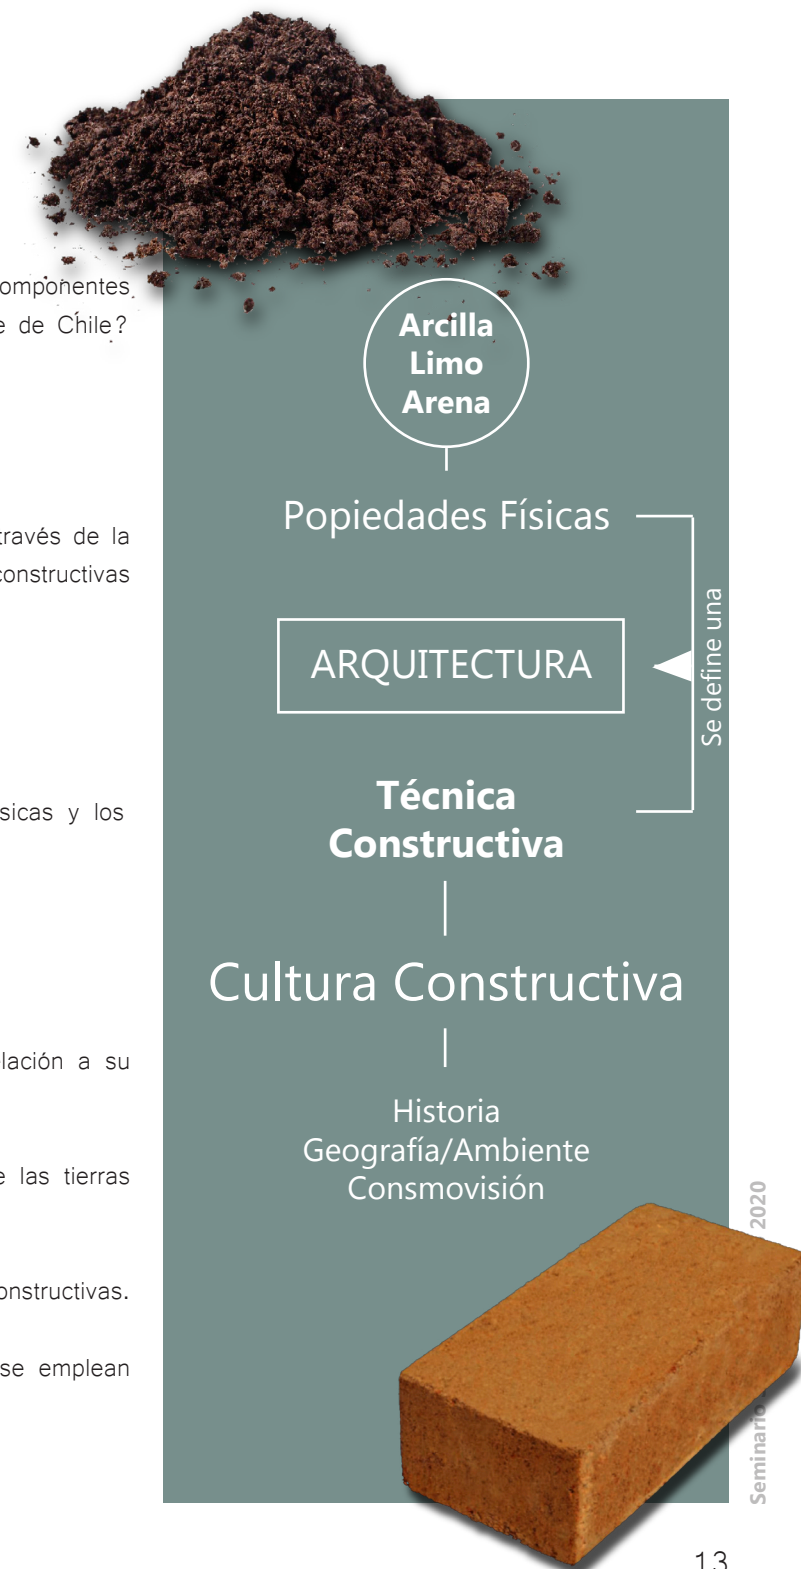 omponentes
e de Chile?
ravés de la
constructivas
sicas y los
lación a su
e las tierras
onstructivas.
se emplean
Arcilla
Limo
Arena
Popiedades Físicas
Se define una
ARQUITECTURA
Técnica
Constructiva
Cultura Constructiva
Historia
Geografía/Ambiente
Consmovisión
Seminario
2020
13